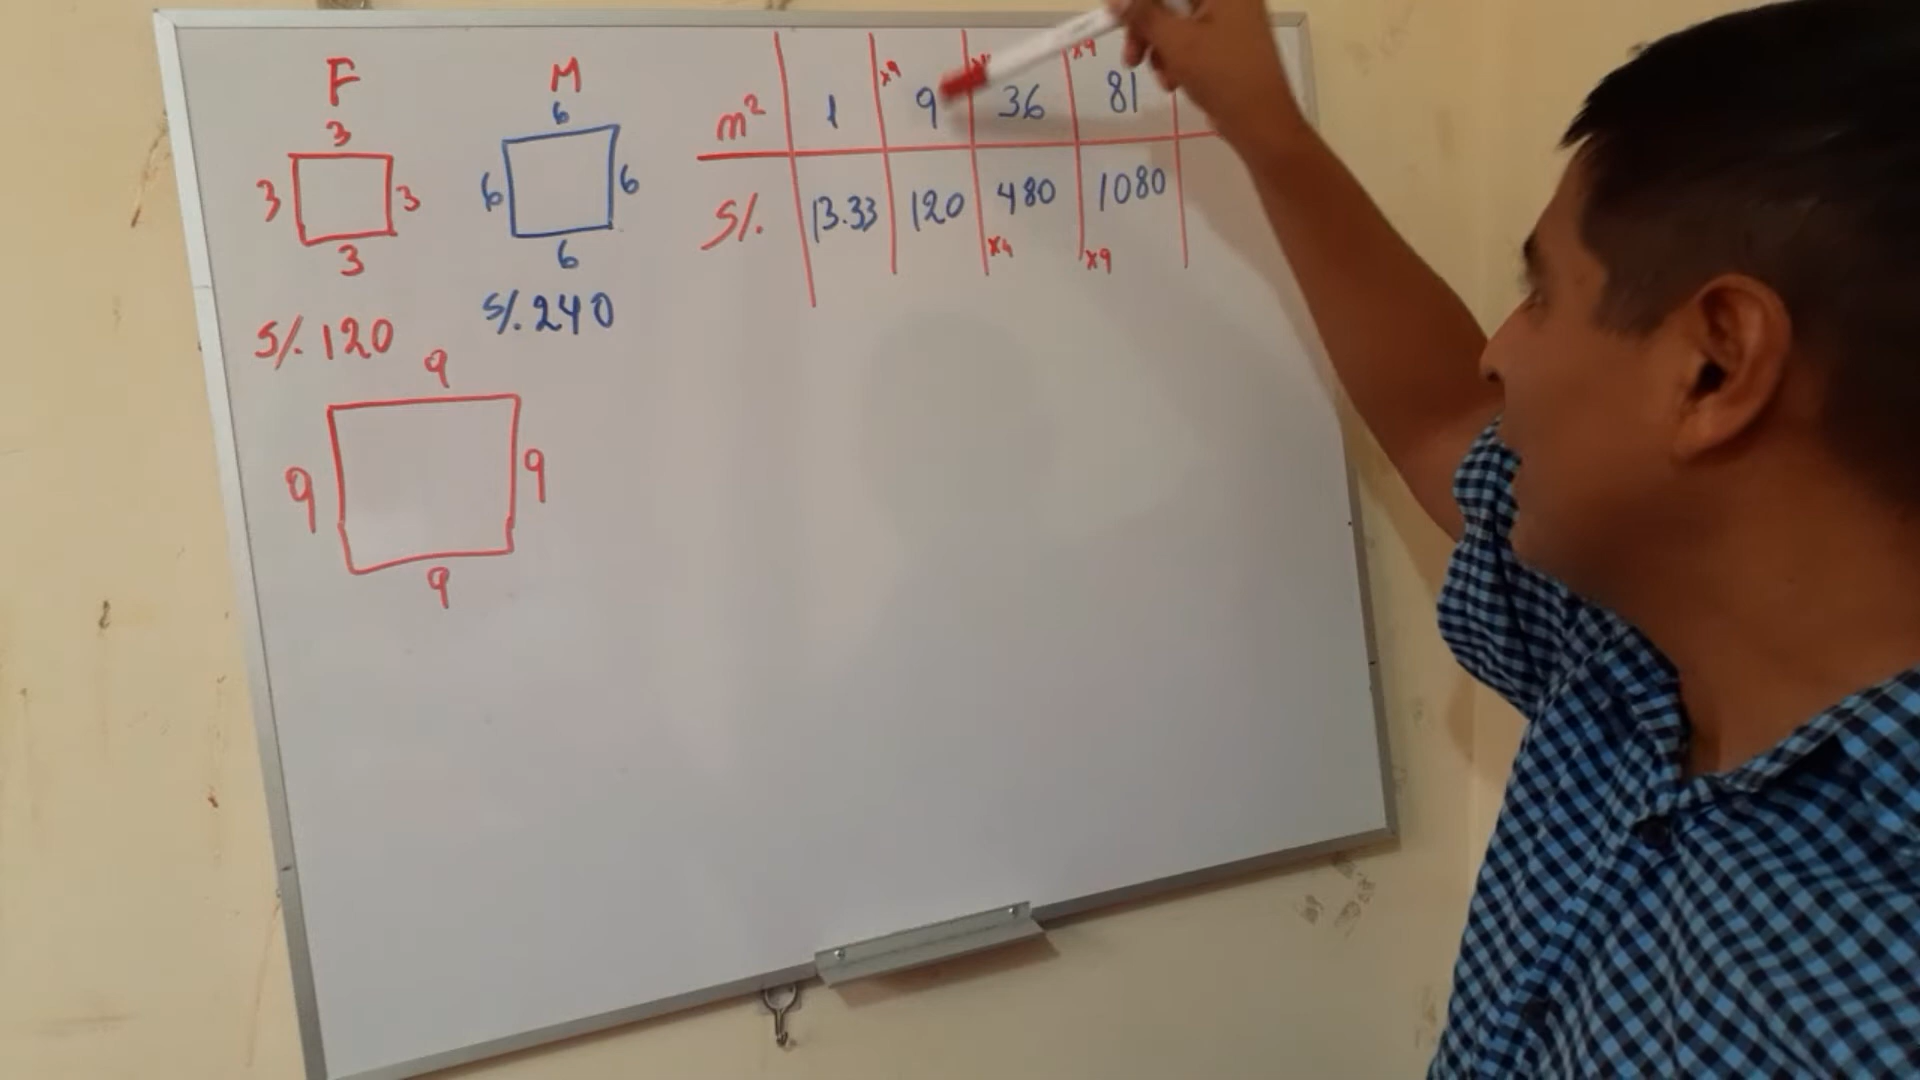 F
3
3 3
3
S/. 120
M
6
6 6
6
S/. 240
9
9 9
9
m² 1 x9 9 36 x9 81
S/. 13.33 120 480 1080
x4 x9